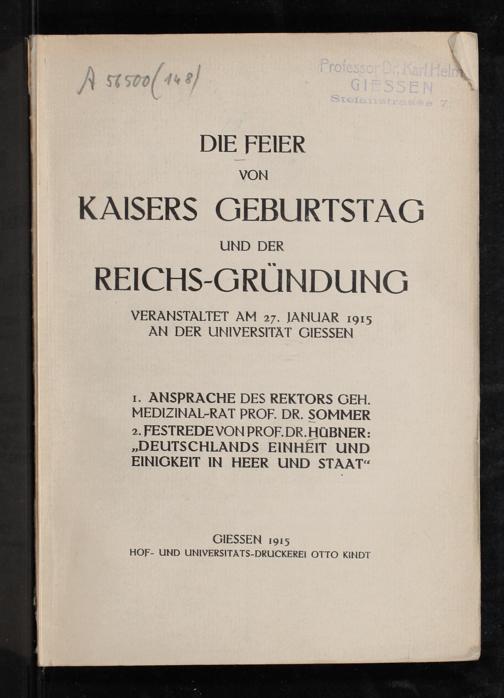 A 56500(148)
Professor Dr. Karl Helm
GIESSEN
Stefanstrasse 7.
DIE FEIER
VON
KAISERS GEBURTSTAG
UND DER
REICHS-GRÜNDUNG
VERANSTALTET AM 27. JANUAR 1915
AN DER UNIVERSITÄT GIESSEN
1. ANSPRACHE DES REKTORS GEH.
MEDIZINAL-RAT PROF. DR. SOMMER
2. FESTREDE VON PROF. DR. HÜBNER:
„DEUTSCHLANDS EINHEIT UND
EINIGKEIT IN HEER UND STAAT“
GIESSEN 1915
HOF- UND UNIVERSITÄTS-DRUCKEREI OTTO KINDT